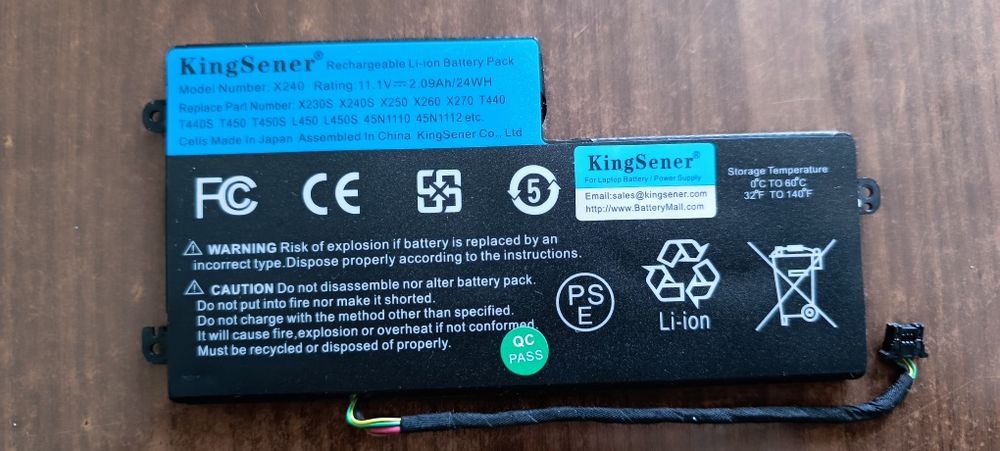 KingSener® Rechargeable Li-ion Battery Pack
Model Number: X240 Rating: 11.1V⎓2.09Ah/24WH
Replace Part Number: X230S X240S X250 X260 X270 T440
T440S T450 T450S L450 L450S 45N1110 45N1112 etc.
Cells Made In Japan Assembled In China KingSener Co., Ltd
FC
CE
5
KingSener®
For Laptop Battery / Power Supply
Email:sales@kingsener.com
http://www.BatteryMall.com
Storage Temperature
0°C TO 60°C
32°F TO 140°F
WARNING Risk of explosion if battery is replaced by an
incorrect type.Dispose properly according to the instructions.
CAUTION Do not disassemble nor alter battery pack.
Do not put into fire nor make it shorted.
Do not charge with the method other than specified.
It will cause fire,explosion or overheat if not conformed.
Must be recycled or disposed of properly.
QC
PASS
PS
E
Li-ion